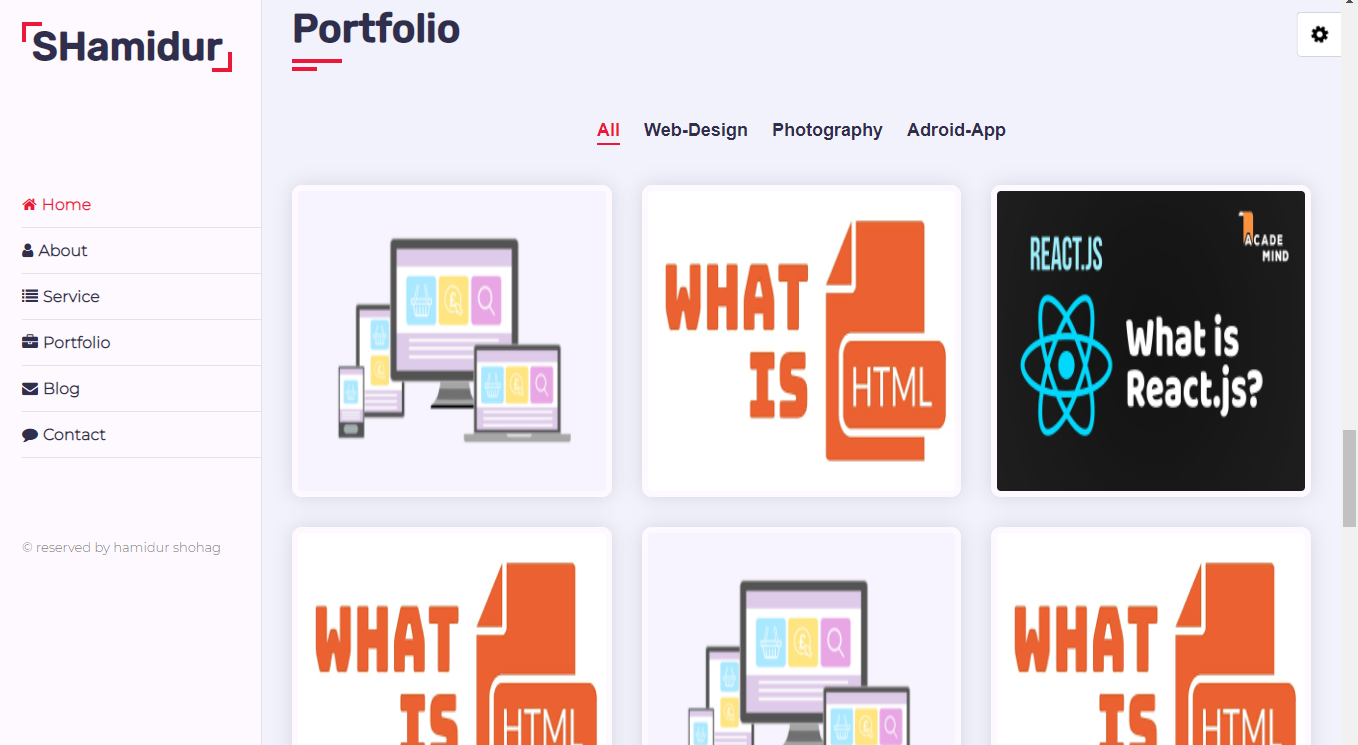 SHamidur
Home
About
Service
Portfolio
Blog
Contact
© reserved by hamidur shohag
Portfolio
All Web-Design Photography Adroid-App
WHAT
IS
HTML
REACT.JS
ACADE
MIND
What is
React.js?
WHAT
IS
HTML
WHAT
IS
HTML